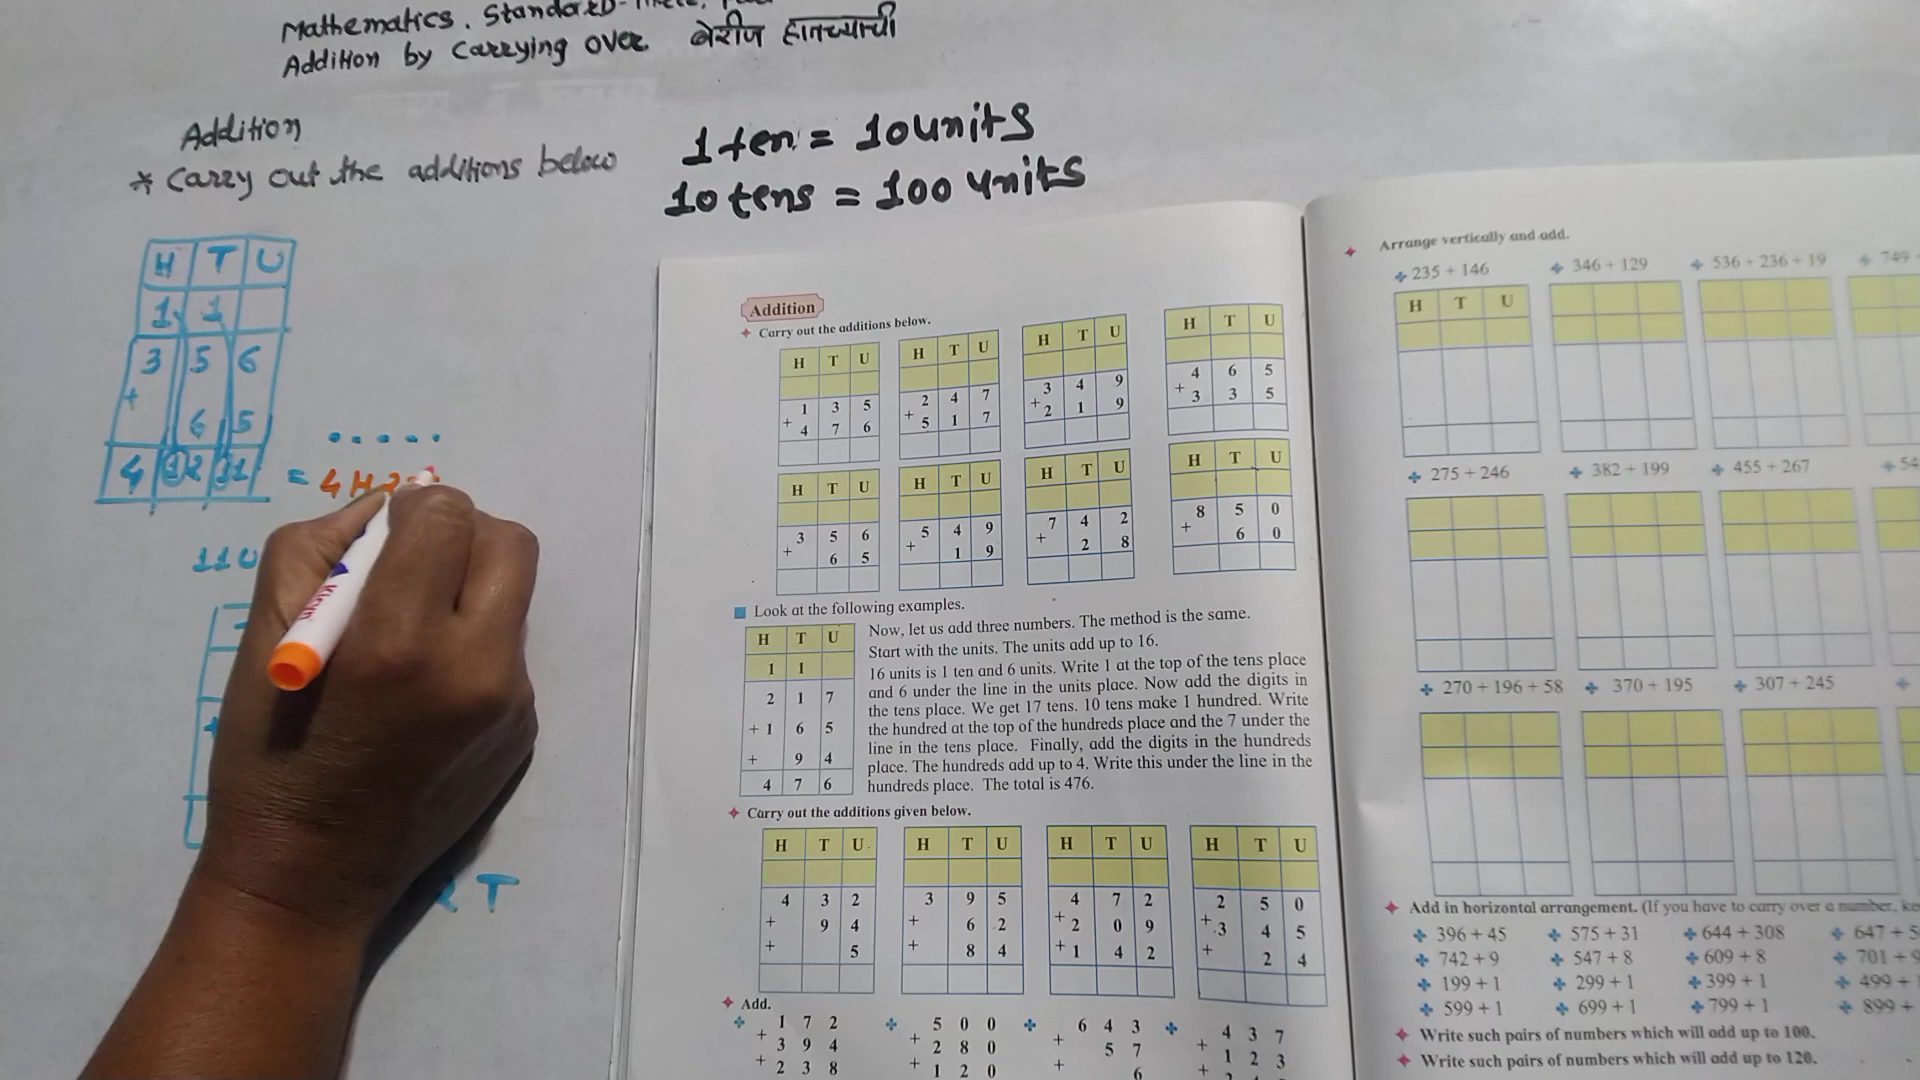 Mathematics. Standard-
Addition by Carrying over बेरीज हातच्याची
Addition
* Carry out the additions below
1 ten = 10 units
10 tens = 100 units
H T U
1 1
3 5 6
+
6 5
4 12 11 = 4 H 2
11U
R T
Kirin
Addition
Carry out the additions below.
H T U
1 3 5
+ 4 7 6
H T U
2 4 7
+ 5 1 7
H T U
3 4 9
+ 2 1 9
H T U
4 6 5
+ 3 3 5
H T U
3 5 6
+ 6 5
H T U
5 4 9
+ 1 9
H T U
7 4 2
+ 2 8
H T U
8 5 0
+ 6 0
Look at the following examples.
H T U
1 1
2 1 7
+ 1 6 5
+ 9 4
4 7 6
Now, let us add three numbers. The method is the same.
Start with the units. The units add up to 16.
16 units is 1 ten and 6 units. Write 1 at the top of the tens place
and 6 under the line in the units place. Now add the digits in
the tens place. We get 17 tens. 10 tens make 1 hundred. Write
the hundred at the top of the hundreds place and the 7 under the
line in the tens place. Finally, add the digits in the hundreds
place. The hundreds add up to 4. Write this under the line in the
hundreds place. The total is 476.
Carry out the additions given below.
H T U
4 3 2
+ 9 4
+ 5
H T U
3 9 5
+ 6 2
+ 8 4
H T U
4 7 2
+ 2 0 9
+ 1 4 2
H T U
2 5 0
+ 3 4 5
+ 2 4
Add.
1 7 2
+ 3 9 4
+ 2 3 8
5 0 0
+ 2 8 0
+ 1 2 0
6 4 3
+ 5 7
+ 6
4 3 7
+ 1 2 3
+
Arrange vertically and add.
235 + 146
346 + 129
536 + 236 + 19
749
H T U
275 + 246
382 + 199
455 + 267
270 + 196 + 58
370 + 195
307 + 245
Add in horizontal arrangement. (If you have to carry over a number,
396 + 45 575 + 31 644 + 308 647 +
742 + 9 547 + 8 609 + 8 701 +
199 + 1 299 + 1 399 + 1 499 +
599 + 1 699 + 1 799 + 1 899 +
Write such pairs of numbers which will add up to 100.
Write such pairs of numbers which will add up to 120.